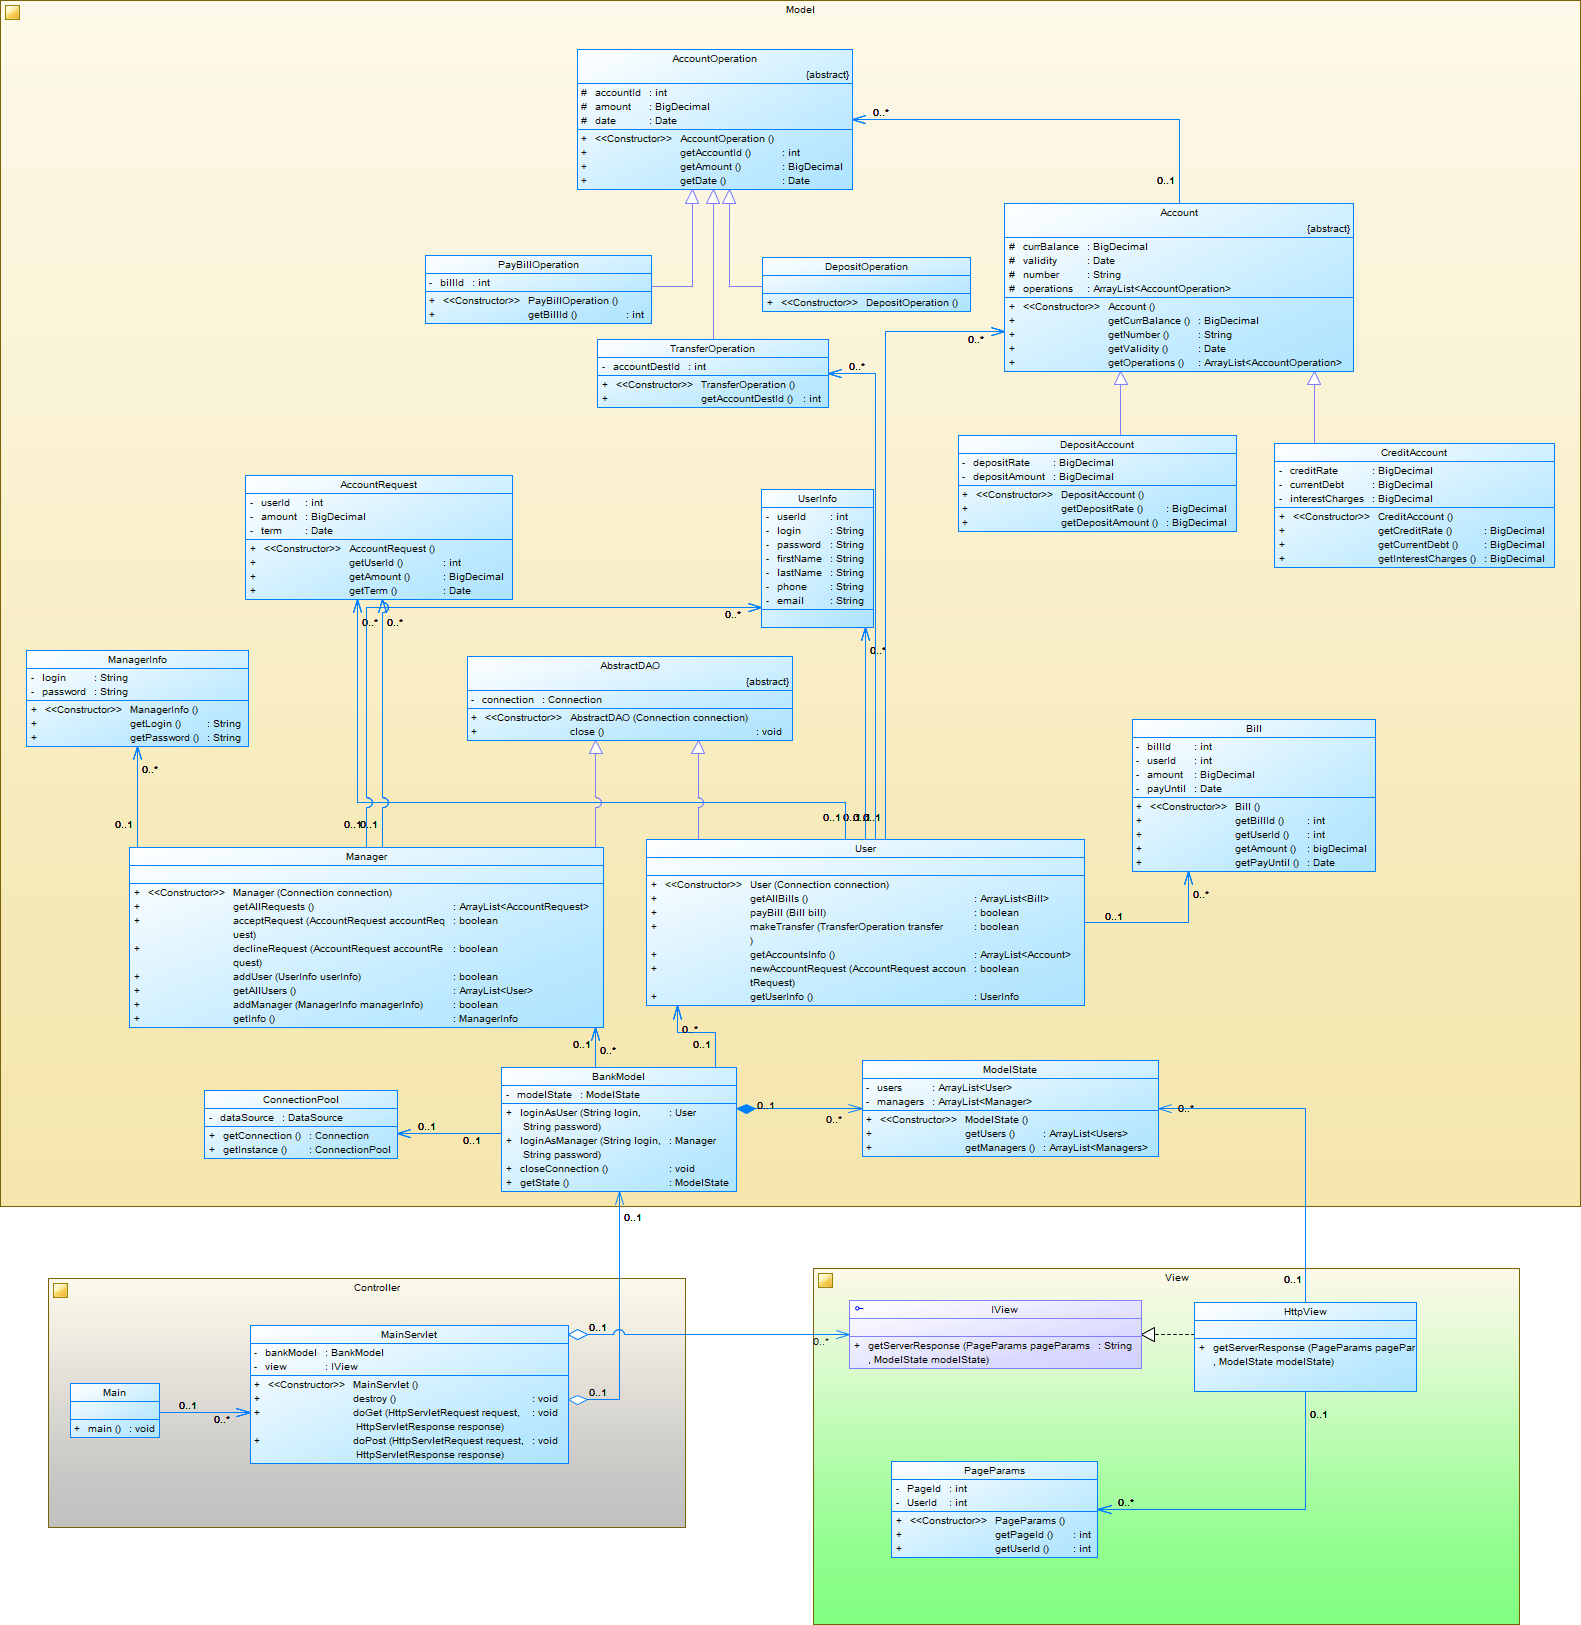 Model
AccountOperation
{abstract}
# accountId : int
# amount : BigDecimal
# date : Date
+ <<Constructor>> AccountOperation ()
+ getAccountId () : int
+ getAmount () : BigDecimal
+ getDate () : Date
0..*
0..1
Account
{abstract}
# currBalance : BigDecimal
# validity : Date
# number : String
# operations : ArrayList<AccountOperation>
+ <<Constructor>> Account ()
+ getCurrBalance () : BigDecimal
+ getNumber () : String
+ getValidity () : Date
+ getOperations () : ArrayList<AccountOperation>
0..*
PayBillOperation
- billId : int
+ <<Constructor>> PayBillOperation ()
+ getBillId () : int
DepositOperation
+ <<Constructor>> DepositOperation ()
TransferOperation
- accountDestId : int
+ <<Constructor>> TransferOperation ()
+ getAccountDestId () : int
0..*
DepositAccount
- depositRate : BigDecimal
- depositAmount : BigDecimal
+ <<Constructor>> DepositAccount ()
+ getDepositRate () : BigDecimal
+ getDepositAmount () : BigDecimal
CreditAccount
- creditRate : BigDecimal
- currentDebt : BigDecimal
- interestCharges : BigDecimal
+ <<Constructor>> CreditAccount ()
+ getCreditRate () : BigDecimal
+ getCurrentDebt () : BigDecimal
+ getInterestCharges () : BigDecimal
AccountRequest
- userId : int
- amount : BigDecimal
- term : Date
+ <<Constructor>> AccountRequest ()
+ getUserId () : int
+ getAmount () : BigDecimal
+ getTerm () : Date
0..* 0..*
UserInfo
- userId : int
- login : String
- password : String
- firstName : String
- lastName : String
- phone : String
- email : String
0..*
0..*
ManagerInfo
- login : String
- password : String
+ <<Constructor>> ManagerInfo ()
+ getLogin () : String
+ getPassword () : String
0..*
0..1
AbstractDAO
{abstract}
- connection : Connection
+ <<Constructor>> AbstractDAO (Connection connection)
+ close () : void
Bill
- billId : int
- userId : int
- amount : BigDecimal
- payUntil : Date
+ <<Constructor>> Bill ()
+ getBillId () : int
+ getUserId () : int
+ getAmount () : bigDecimal
+ getPayUntil () : Date
0..*
0..1
0..1
0..1
0..1
Manager
+ <<Constructor>> Manager (Connection connection)
+ getAllRequests () : ArrayList<AccountRequest>
+ acceptRequest (AccountRequest accountReq : boolean
uest)
+ declineRequest (AccountRequest accountRe : boolean
quest)
+ addUser (UserInfo userInfo) : boolean
+ getAllUsers () : ArrayList<User>
+ addManager (ManagerInfo managerInfo) : boolean
+ getInfo () : ManagerInfo
User
+ <<Constructor>> User (Connection connection)
+ getAllBills () : ArrayList<Bill>
+ payBill (Bill bill) : boolean
+ makeTransfer (TransferOperation transfer : boolean
)
+ getAccountsInfo () : ArrayList<Account>
+ newAccountRequest (AccountRequest accoun : boolean
tRequest)
+ getUserInfo () : UserInfo
0..1
0..*
0..*
0..1
BankModel
- modelState : ModelState
+ loginAsUser (String login, : User
String password)
+ loginAsManager (String login, : Manager
String password)
+ closeConnection () : void
+ getState () : ModelState
ConnectionPool
- dataSource : DataSource
+ getConnection () : Connection
+ getInstance () : ConnectionPool
0..1
0..1
0..1
0..*
ModelState
- users : ArrayList<User>
- managers : ArrayList<Manager>
+ <<Constructor>> ModelState ()
+ getUsers () : ArrayList<Users>
+ getManagers () : ArrayList<Managers>
0..*
0..1
Controller
MainServlet
- bankModel : BankModel
- view : IView
+ <<Constructor>> MainServlet ()
+ destroy () : void
+ doGet (HttpServletRequest request, : void
HttpServletResponse response)
+ doPost (HttpServletRequest request, : void
HttpServletResponse response)
0..1
0..1
Main
+ main () : void
0..1
0..*
View
0..1
0..*
IView
+ getServerResponse (PageParams pageParams : String
, ModelState modelState)
HttpView
+ getServerResponse (PageParams pagePar
, ModelState modelState)
0..1
PageParams
- PageId : int
- UserId : int
+ <<Constructor>> PageParams ()
+ getPageId () : int
+ getUserId () : int
0..*